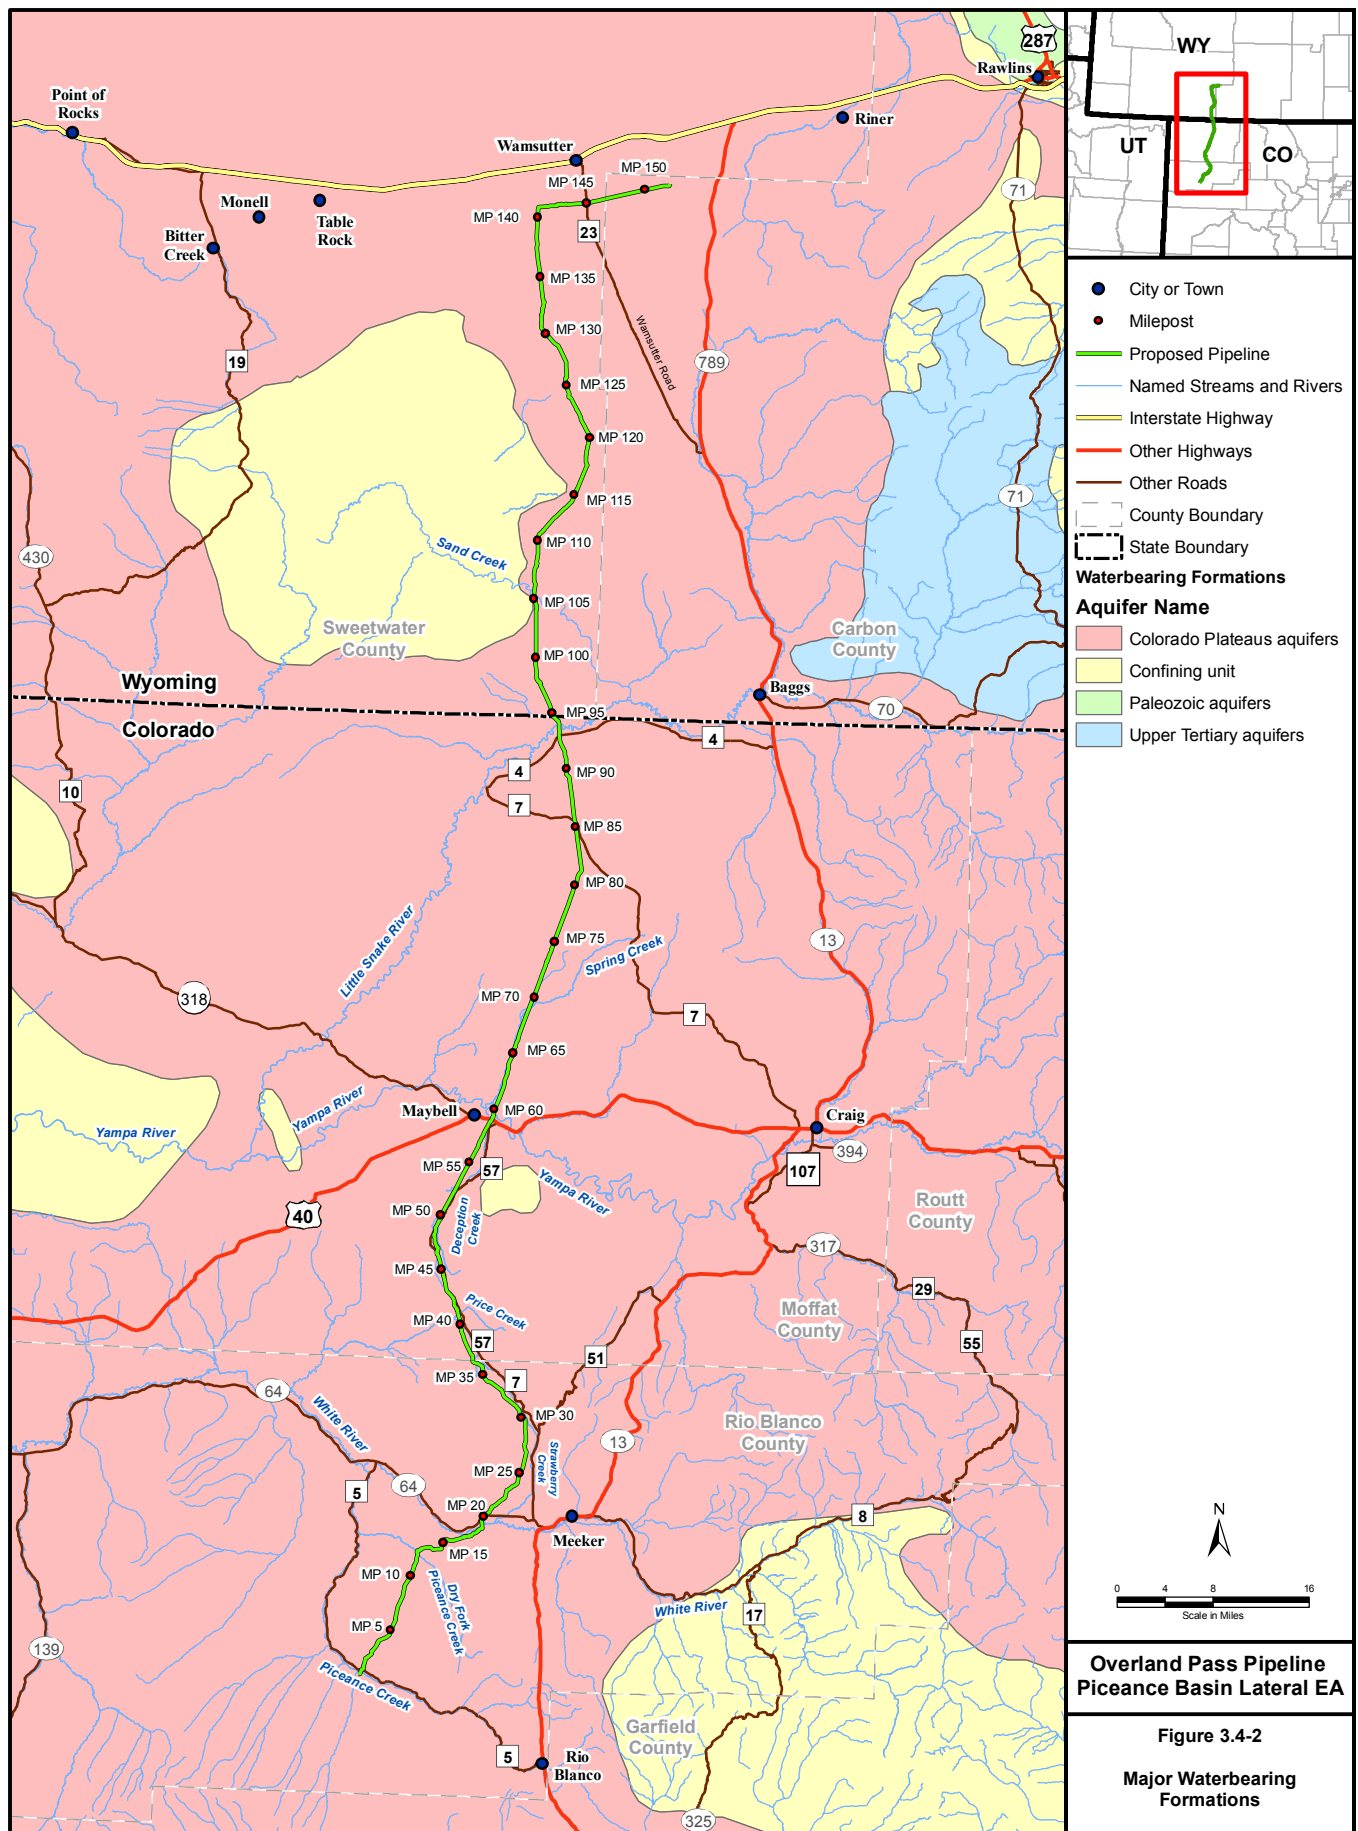 287
Rawlins
Point of
Rocks
Riner
Wamsutter
MP 150
MP 145
MP 140
23
Monell
Table
Rock
Bitter
Creek
71
MP 135
MP 130
Wamsutter Road
789
19
MP 125
MP 120
MP 115
71
430
MP 110
Sand Creek
MP 105
Sweetwater
County
Carbon
County
MP 100
Wyoming
Baggs
MP 95
70
Colorado
4
4
MP 90
10
7
MP 85
MP 80
Little Snake River
MP 75
Spring Creek
13
318
MP 70
7
MP 65
Yampa River
Maybell
MP 60
Craig
Yampa River
394
MP 55
57
107
Yampa River
40
MP 50
Deception
Creek
Routt
County
317
MP 45
29
Price Creek
Moffat
County
MP 40
57
55
51
MP 35
7
64
White River
MP 30
Rio Blanco
County
13
Strawberry
Creek
MP 25
64
5
MP 20
8
Meeker
MP 15
MP 10
Dry Fork
Piceance Creek
White River
17
MP 5
139
Piceance Creek
Garfield
County
5
Rio
Blanco
325
WY
UT
CO
City or Town
Milepost
Proposed Pipeline
Named Streams and Rivers
Interstate Highway
Other Highways
Other Roads
County Boundary
State Boundary
Waterbearing Formations
Aquifer Name
Colorado Plateaus aquifers
Confining unit
Paleozoic aquifers
Upper Tertiary aquifers
N
0 4 8 16
Scale in Miles
Overland Pass Pipeline
Piceance Basin Lateral EA
Figure 3.4-2
Major Waterbearing
Formations